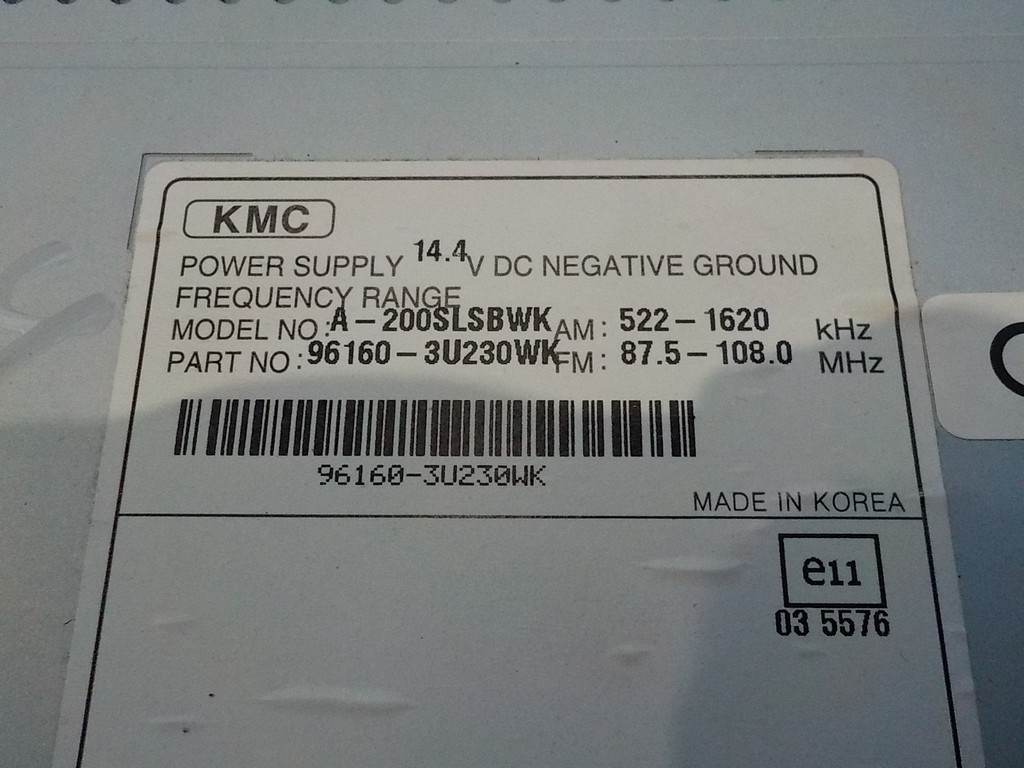 KMC
POWER SUPPLY 14.4V DC NEGATIVE GROUND
FREQUENCY RANGE
MODEL NO: A-200SLSBWK AM: 522-1620 kHz
PART NO: 96160-3U230WK FM: 87.5-108.0 MHz
96160-3U230WK
MADE IN KOREA
e11
03 5576